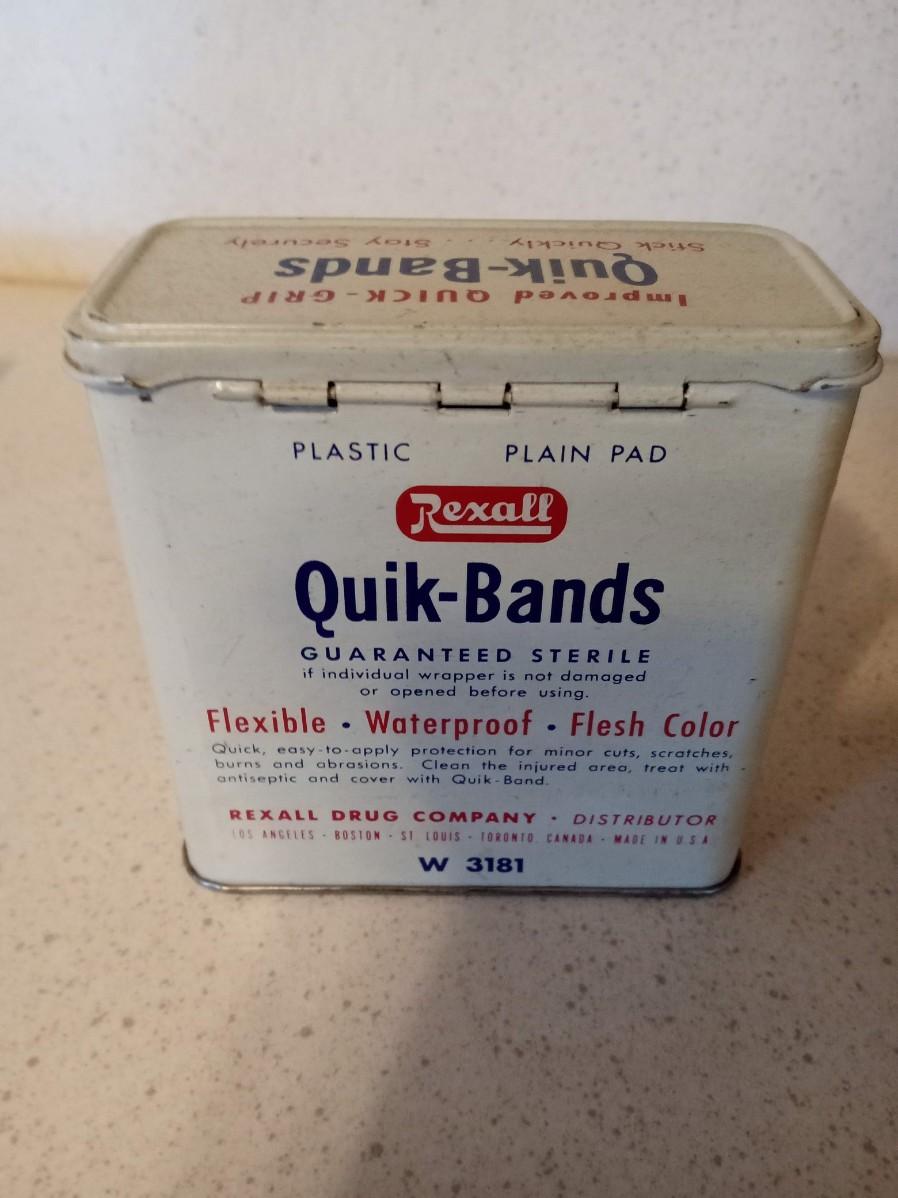 Improved QUICK-GRIP
Quik-Bands
Stick Quickly . . . Stay Securely
PLASTIC PLAIN PAD
Rexall
Quik-Bands
GUARANTEED STERILE
if individual wrapper is not damaged
or opened before using.
Flexible • Waterproof • Flesh Color
Quick, easy-to-apply protection for minor cuts, scratches,
burns and abrasions. Clean the injured area, treat with
antiseptic and cover with Quik-Band.
REXALL DRUG COMPANY • DISTRIBUTOR
LOS ANGELES - BOSTON - ST. LOUIS - TORONTO, CANADA - MADE IN U.S.A.
W 3181